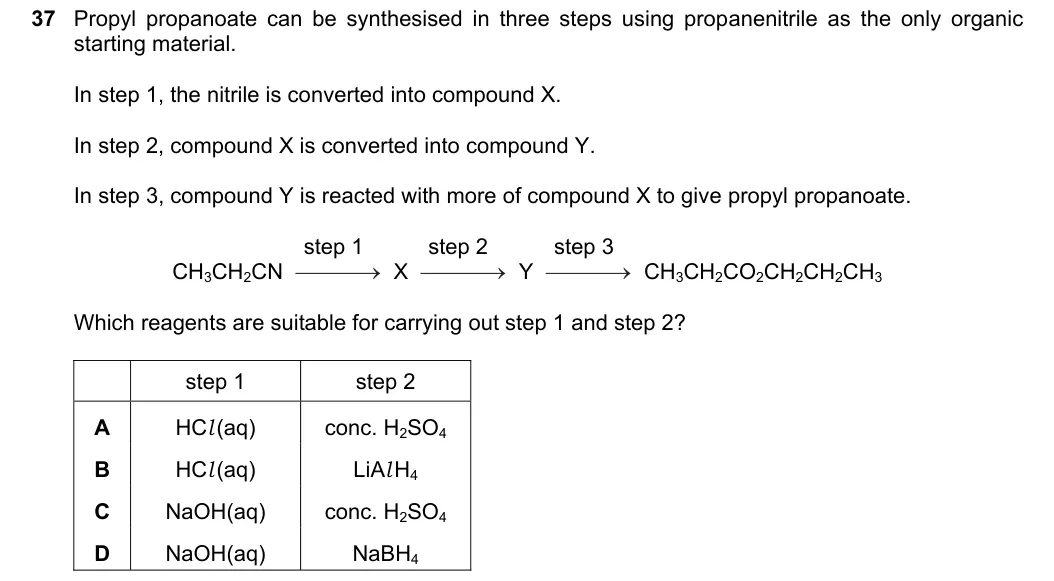 37 Propyl propanoate can be synthesised in three steps using propanenitrile as the only organic
starting material.
In step 1, the nitrile is converted into compound X.
In step 2, compound X is converted into compound Y.
In step 3, compound Y is reacted with more of compound X to give propyl propanoate.
step 1 step 2 step 3
CH₃CH₂CN ⟶ X ⟶ Y ⟶ CH₃CH₂CO₂CH₂CH₂CH₃
Which reagents are suitable for carrying out step 1 and step 2?
step 1 step 2
A HCl(aq) conc. H₂SO₄
B HCl(aq) LiAlH₄
C NaOH(aq) conc. H₂SO₄
D NaOH(aq) NaBH₄